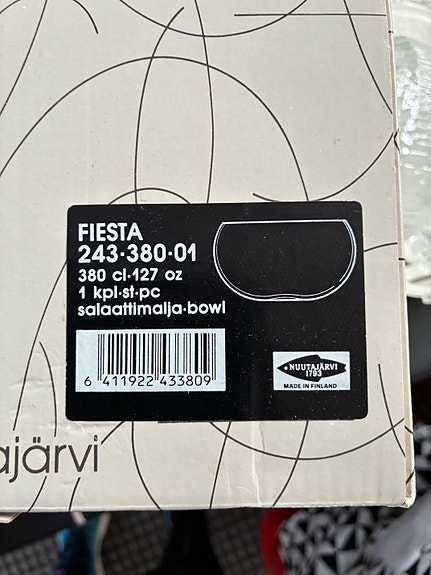 FIESTA
243·380·01
380 cl·127 oz
1 kpl·st·pc
salaattimalja·bowl
6 411922 433809
NUUTAJÄRVI
1793
MADE IN FINLAND
ajärvi